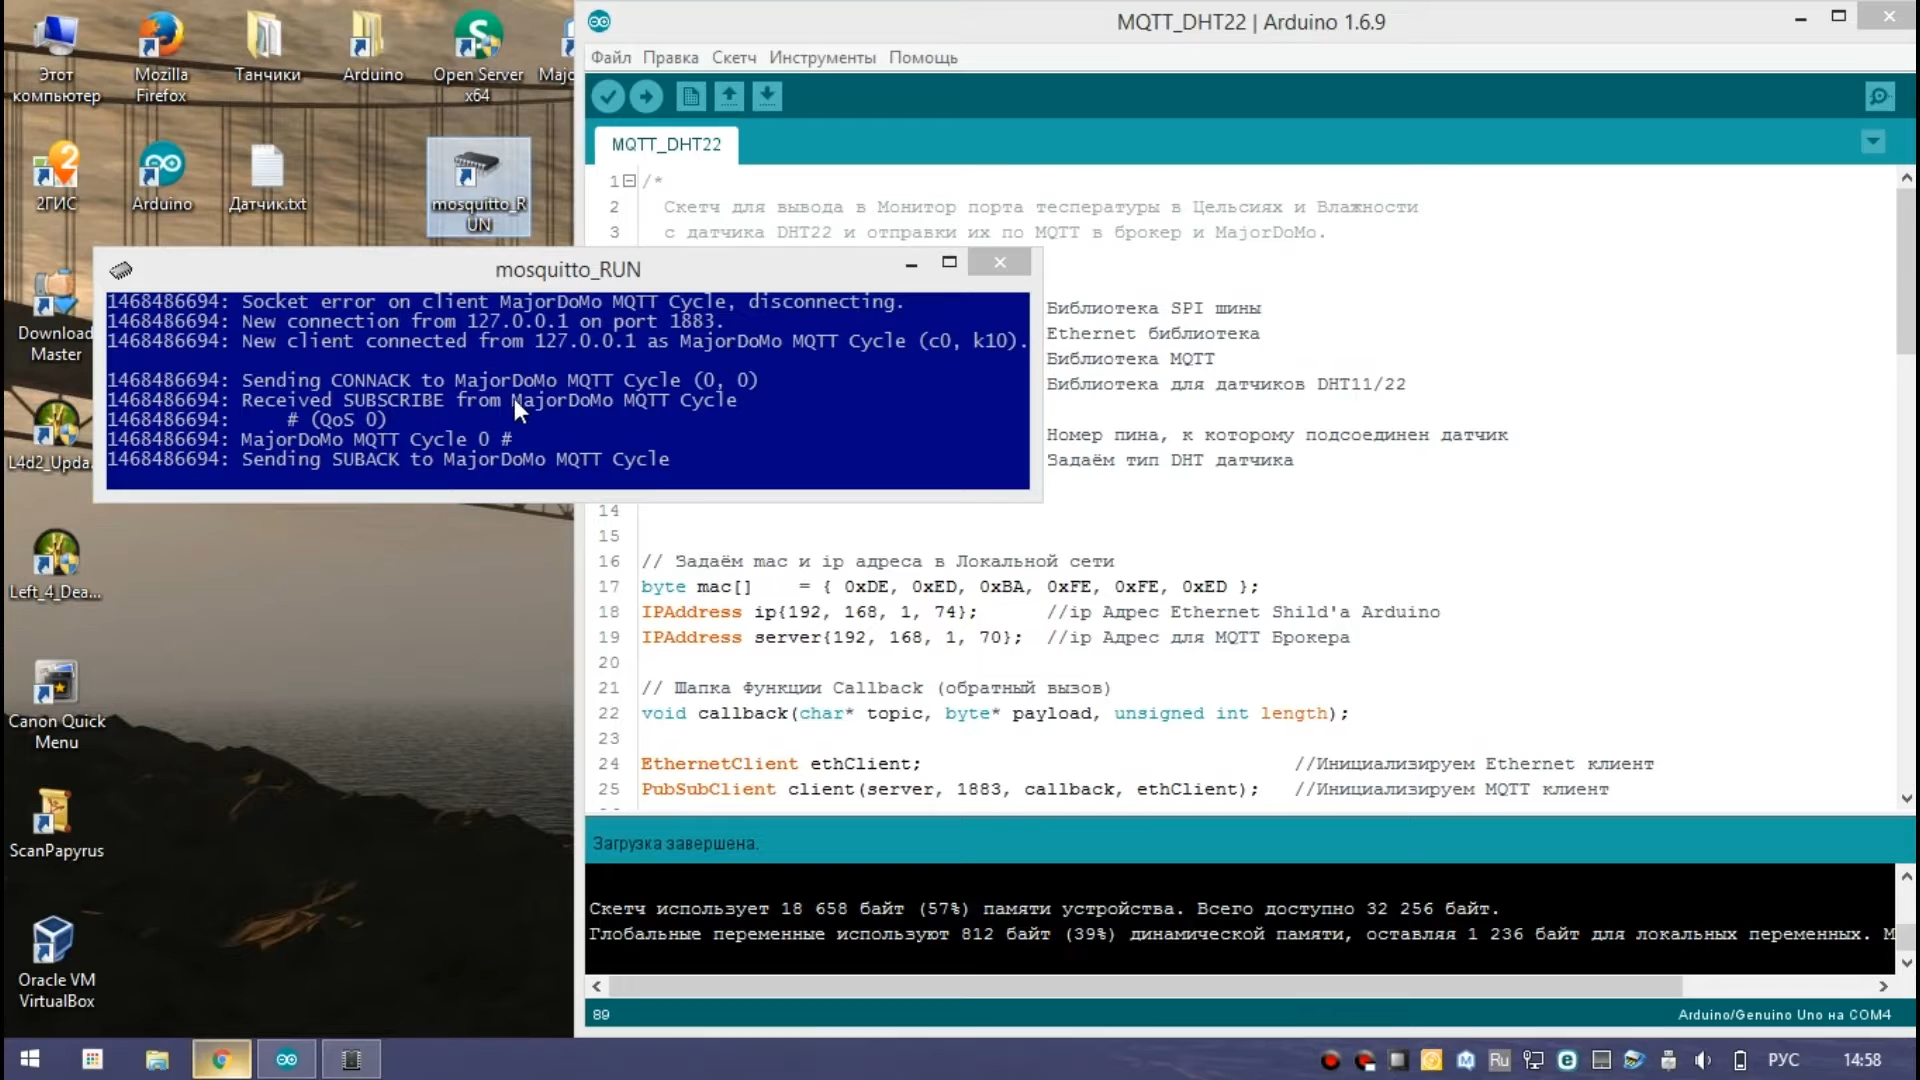 Этот
компьютер
Mozilla
Firefox
Танчики
Arduino
Open Server
x64
Majo
2ГИС
Arduino
Датчик.txt
mosquitto_R
UN
Download
Master
L4d2_Upda...
Left_4_Dea...
Canon Quick
Menu
ScanPapyrus
Oracle VM
VirtualBox
mosquitto_RUN
1468486694: Socket error on client MajorDoMo MQTT Cycle, disconnecting.
1468486694: New connection from 127.0.0.1 on port 1883.
1468486694: New client connected from 127.0.0.1 as MajorDoMo MQTT Cycle (c0, k10).
1468486694: Sending CONNACK to MajorDoMo MQTT Cycle (0, 0)
1468486694: Received SUBSCRIBE from MajorDoMo MQTT Cycle
1468486694: # (QoS 0)
1468486694: MajorDoMo MQTT Cycle 0 #
1468486694: Sending SUBACK to MajorDoMo MQTT Cycle
MQTT_DHT22 | Arduino 1.6.9
Файл Правка Скетч Инструменты Помощь
MQTT_DHT22
1 /*
2 Скетч для вывода в Монитор порта теспературы в Цельсиях и Влажности
3 с датчика DHT22 и отправки их по MQTT в брокер и MajorDoMo.
Библиотека SPI шины
Ethernet библиотека
Библиотека MQTT
Библиотека для датчиков DHT11/22
Номер пина, к которому подсоединен датчик
Задаём тип DHT датчика
14
15
16 // Задаём mac и ip адреса в Локальной сети
17 byte mac[] = { 0xDE, 0xED, 0xBA, 0xFE, 0xFE, 0xED };
18 IPAddress ip{192, 168, 1, 74}; //ip Адрес Ethernet Shild'a Arduino
19 IPAddress server{192, 168, 1, 70}; //ip Адрес для MQTT Брокера
20
21 // Шапка функции Callback (обратный вызов)
22 void callback(char* topic, byte* payload, unsigned int length);
23
24 EthernetClient ethClient; //Инициализируем Ethernet клиент
25 PubSubClient client(server, 1883, callback, ethClient); //Инициализируем MQTT клиент
Загрузка завершена.
Скетч использует 18 658 байт (57%) памяти устройства. Всего доступно 32 256 байт.
Глобальные переменные используют 812 байт (39%) динамической памяти, оставляя 1 236 байт для локальных переменных. М
89
Arduino/Genuino Uno на COM4
Ru
РУС
14:58